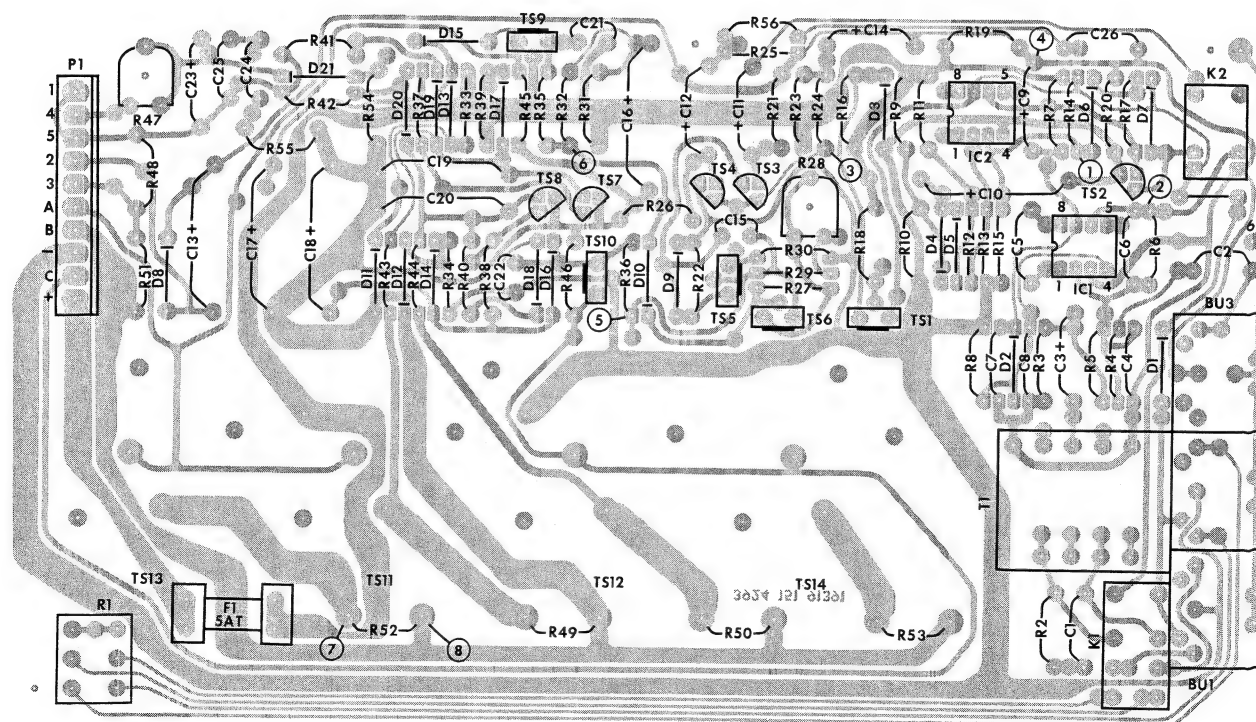 TS9
C21
R56
R41
D15
R25
+C14
R19
4
C26
P1
D21
R42
C23+
C25
C24
R54
D20
R37
D19
D13
R33
R39
D17
R45
R35
R32
R31
C16+
+C12
+C11
R21
R23
R24
R16
D3
R9
R11
8
5
+C9
R7
R14
D6
R20
R17
D7
K2
1
4
5
2
3
A
B
—
C
+
R47
R55
R48
6
1
IC2
4
1
3
R28
C19
TS8
TS7
TS4
TS3
TS2
2
C20
R26
+C10
C13+
C17+
C18+
C15
R18
R10
8
5
R51
D8
D11
R43
D12
R44
D14
R34
R40
R38
C22
D18
D16
R46
TS10
R36
D10
D9
R22
R30
R29
R27
D4
D5
R12
R13
R15
C5
C6
R6
C2
1
IC1
4
5
TS5
TS6
TS1
BU3
R8
C7
D2
C8
R3
C3+
R5
R4
C4
D1
T1
TS13
TS11
TS12
TS14
3924 151 91391
R1
F1
5AT
R52
R49
R50
R53
7
8
R2
C1
K1
BU1